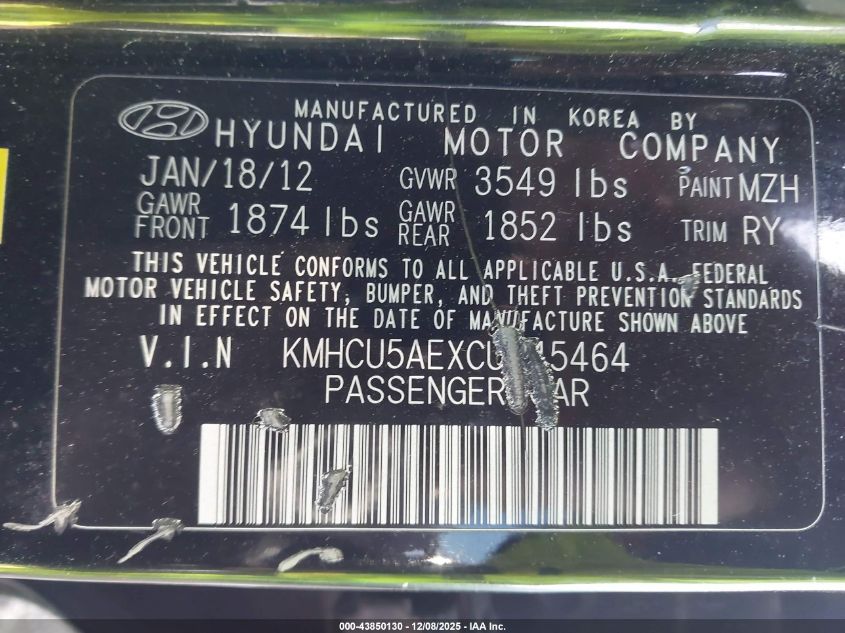 MANUFACTURED IN KOREA BY
HYUNDAI MOTOR COMPANY
JAN/18/12 GVWR 3549 lbs PAINT MZH
GAWR FRONT 1874 lbs GAWR REAR 1852 lbs TRIM RY
THIS VEHICLE CONFORMS TO ALL APPLICABLE U.S.A. FEDERAL
MOTOR VEHICLE SAFETY, BUMPER, AND THEFT PREVENTION STANDARDS
IN EFFECT ON THE DATE OF MANUFACTURE SHOWN ABOVE
V.I.N
PASSENGER CAR
000-43850130 - 12/08/2025 - IAA Inc.